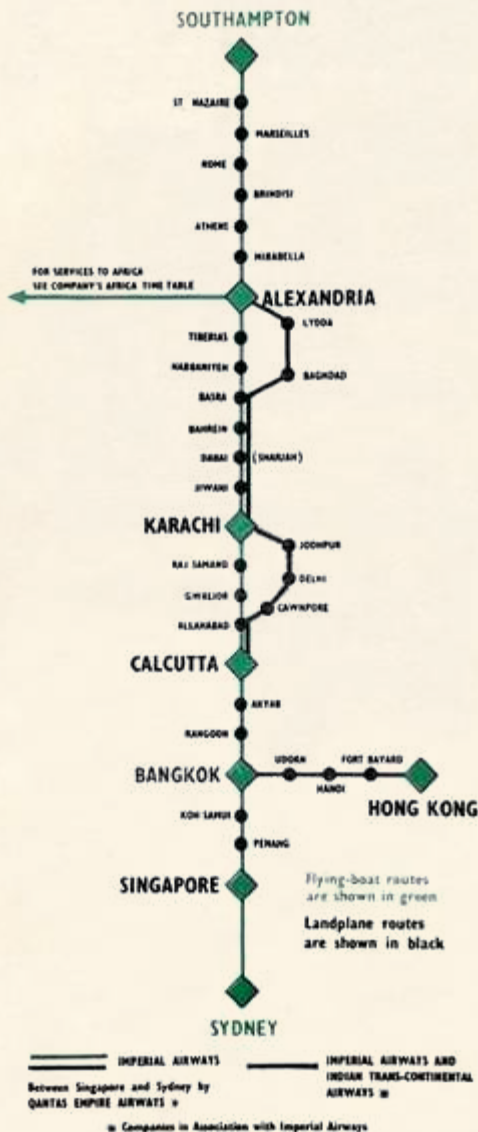 SOUTHAMPTON
ST NAZAIRE
MARSEILLES
ROME
BRINDISI
ATHENS
MIRABELLA
FOR SERVICES TO AFRICA
SEE COMPANY'S AFRICA TIME TABLE
ALEXANDRIA
LYDDA
TIBERIAS
HABBANIYEH
BAGHDAD
BASRA
BAHREIN
DABAI (SHARJAH)
JIWANI
KARACHI
JODHPUR
RAJ SAMAND
DELHI
GWALIOR
CAWNPORE
ALLAHABAD
CALCUTTA
AKYAB
RANGOON
BANGKOK
UDORN
FORT BAYARD
HANOI
HONG KONG
KOH SAMUI
PENANG
SINGAPORE
Flying-boat routes
are shown in green
Landplane routes
are shown in black
SYDNEY
IMPERIAL AIRWAYS
Between Singapore and Sydney by
QANTAS EMPIRE AIRWAYS
IMPERIAL AIRWAYS AND
INDIAN TRANS-CONTINENTAL
AIRWAYS
Companies in Association with Imperial Airways